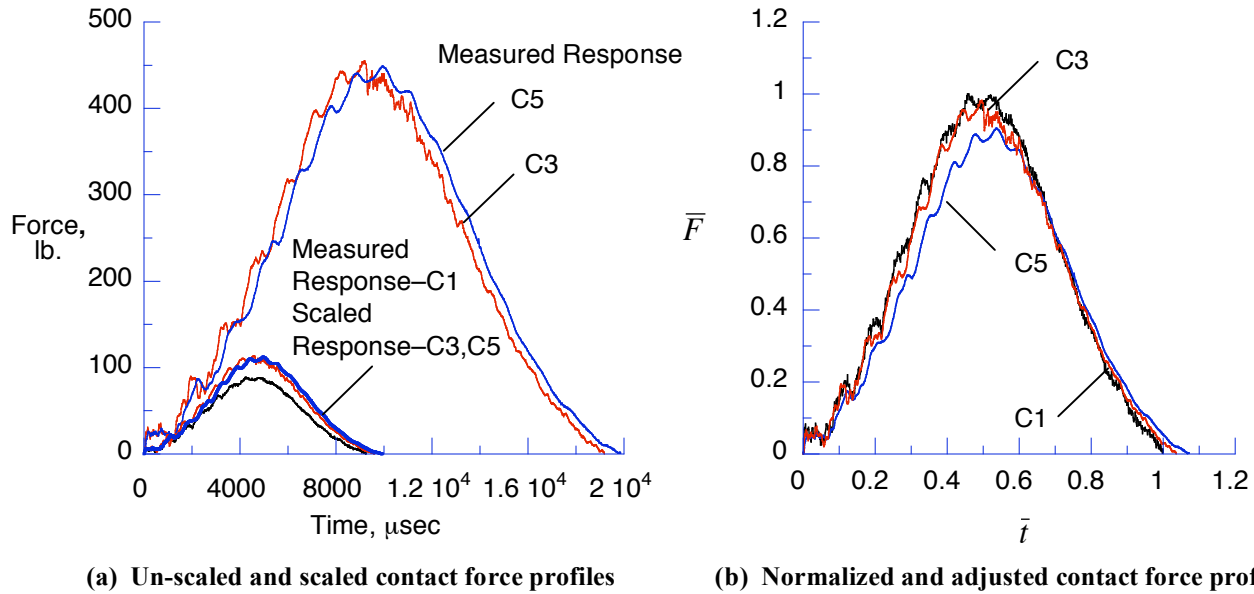 500
400
300
200
100
0
Force,
lb.
Measured Response
C5
C3
Measured
Response–C1
Scaled
Response–C3,C5
0
4000
8000
1.2 10⁴
1.6 10⁴
2 10⁴
Time, μsec
(a) Un-scaled and scaled contact force profiles
1.2
1
0.8
0.6
0.4
0.2
0
F̅
C3
C5
C1
0
0.2
0.4
0.6
0.8
1
1.2
t̅
(b) Normalized and adjusted contact force prof